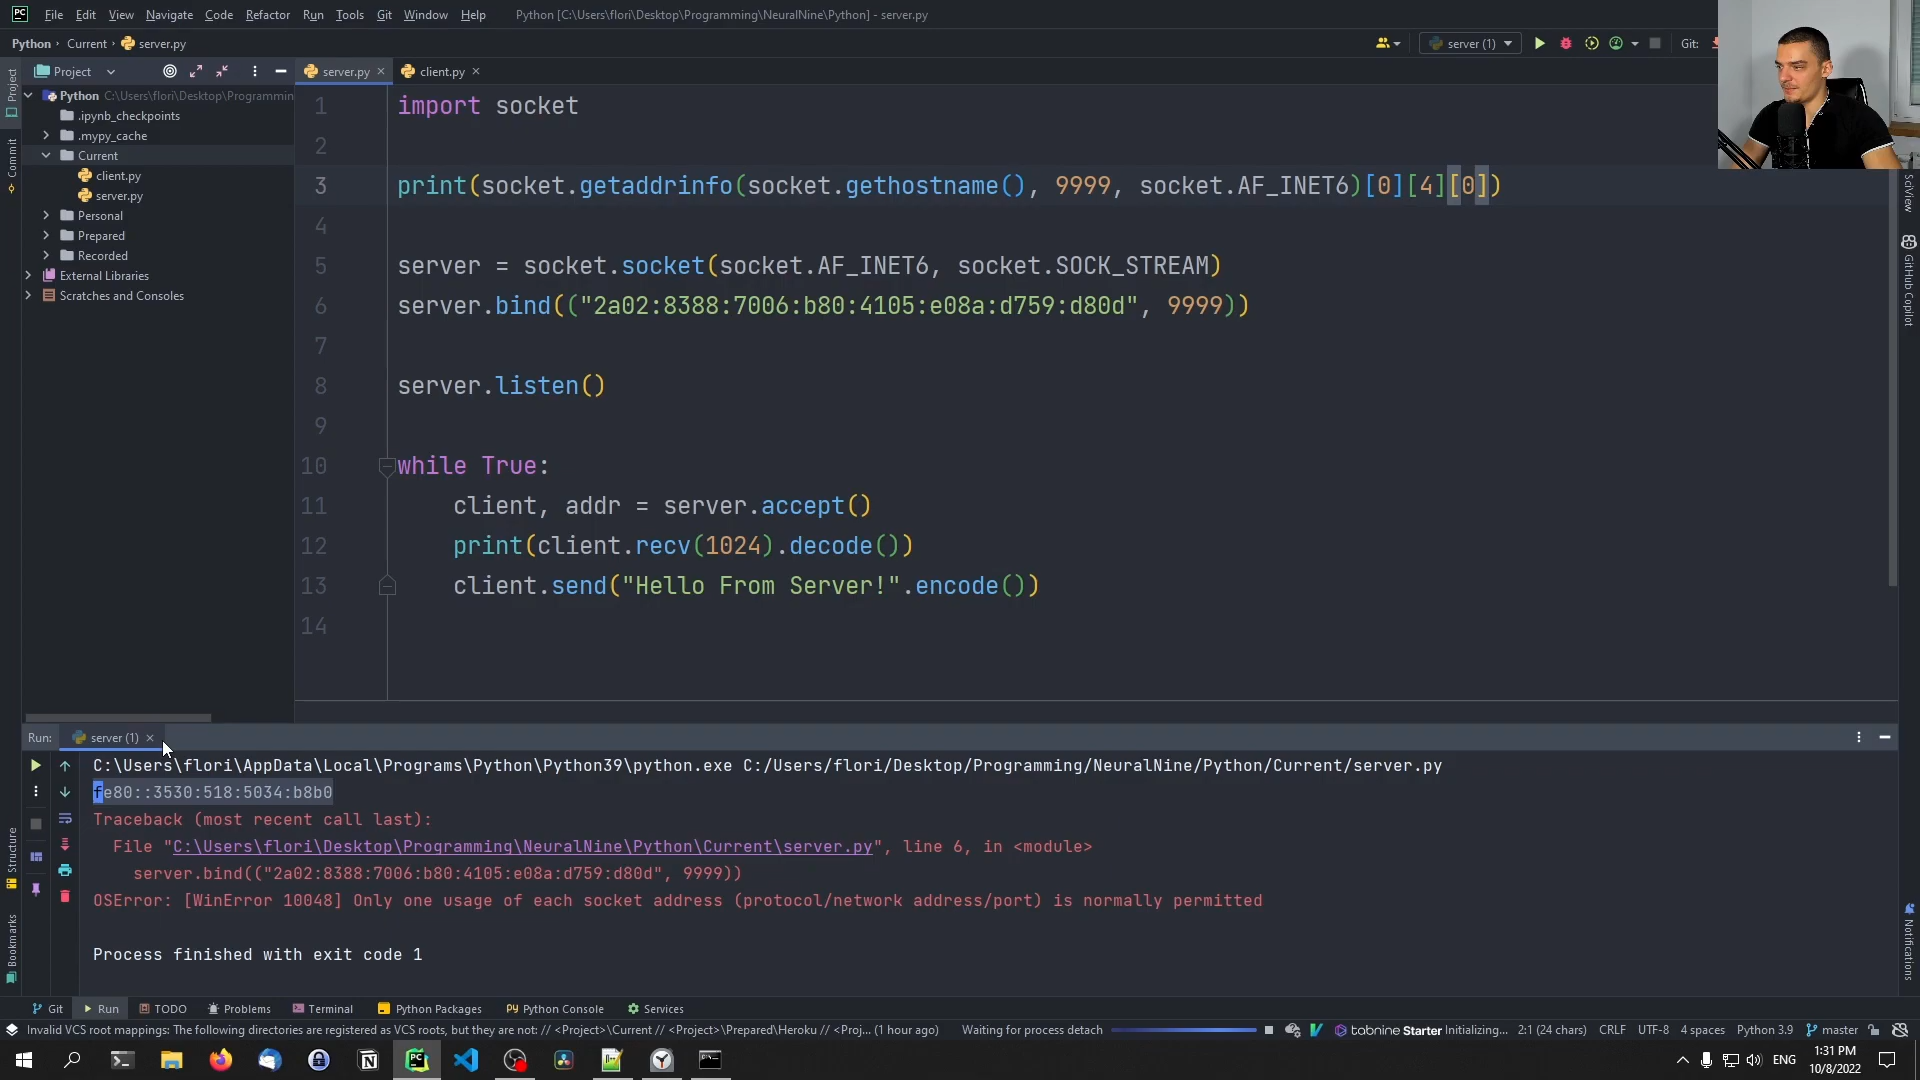 PC File Edit View Navigate Code Refactor Run Tools Git Window Help Python [C:\Users\flori\Desktop\Programming\NeuralNine\Python] - server.py
Python › Current › server.py server (1) Git:
Project server.py client.py
Python C:\Users\flori\Desktop\Programmin
.ipynb_checkpoints
.mypy_cache
Current
client.py
server.py
Personal
Prepared
Recorded
External Libraries
Scratches and Consoles
Project
Commit
Structure
Bookmarks
SciView
GitHub Copilot
Notifications
1 import socket
2
3 print(socket.getaddrinfo(socket.gethostname(), 9999, socket.AF_INET6)[0][4][0])
4
5 server = socket.socket(socket.AF_INET6, socket.SOCK_STREAM)
6 server.bind(("2a02:8388:7006:b80:4105:e08a:d759:d80d", 9999))
7
8 server.listen()
9
10 while True:
11 client, addr = server.accept()
12 print(client.recv(1024).decode())
13 client.send("Hello From Server!".encode())
14
Run: server (1)
C:\Users\flori\AppData\Local\Programs\Python\Python39\python.exe C:/Users/flori/Desktop/Programming/NeuralNine/Python/Current/server.py
fe80::3530:518:5034:b8b0
Traceback (most recent call last):
File "C:\Users\flori\Desktop\Programming\NeuralNine\Python\Current\server.py", line 6, in <module>
server.bind(("2a02:8388:7006:b80:4105:e08a:d759:d80d", 9999))
OSError: [WinError 10048] Only one usage of each socket address (protocol/network address/port) is normally permitted
Process finished with exit code 1
Git Run TODO Problems Terminal Python Packages Python Console Services
Invalid VCS root mappings: The following directories are registered as VCS roots, but they are not: // <Project>\Current // <Project>\Prepared\Heroku // <Proj... (1 hour ago) Waiting for process detach tabnine Starter Initializing... 2:1 (24 chars) CRLF UTF-8 4 spaces Python 3.9 master
ENG 1:31 PM
10/8/2022